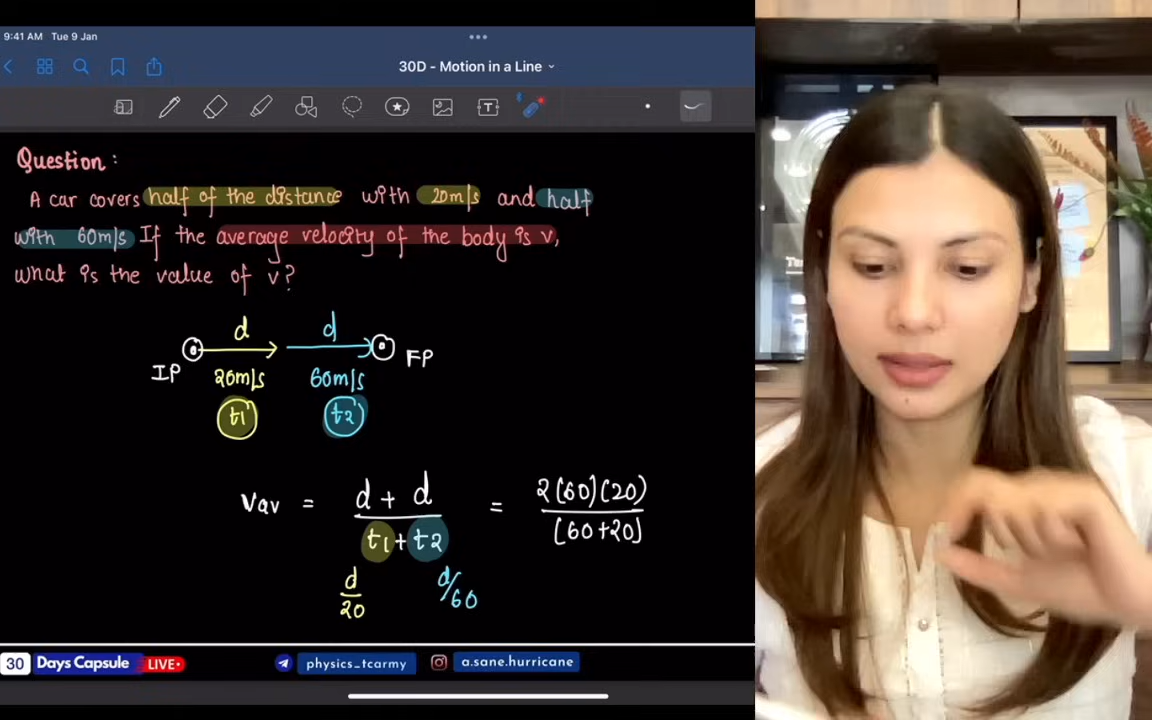 9:41 AM Tue 9 Jan
30D - Motion in a Line
Question:
A car covers half of the distance with 20m/s and half
with 60m/s If the average velocity of the body is v,
what is the value of v?
d d
IP FP
20m/s 60m/s
t1 t2
Vav = d + d / t1 + t2 = 2(60)(20) / (60+20)
d/20 d/60
30 Days Capsule LIVE physics_tcarmy a.sane.hurricane